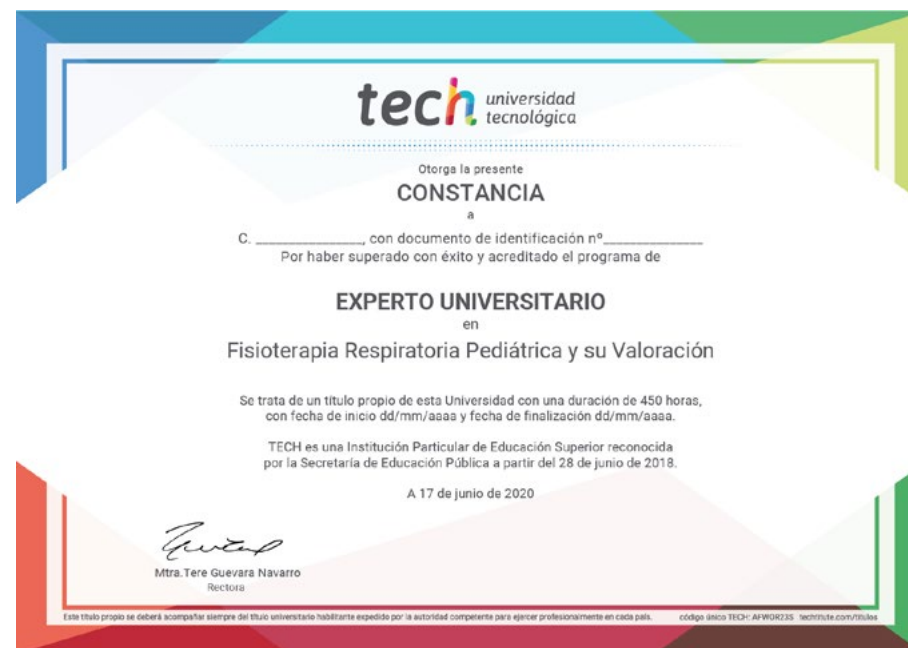 tech universidad
tecnológica
Otorga la presente
CONSTANCIA
a
C. ________________, con documento de identificación nº_______________
Por haber superado con éxito y acreditado el programa de
EXPERTO UNIVERSITARIO
en
Fisioterapia Respiratoria Pediátrica y su Valoración
Se trata de un título propio de esta Universidad con una duración de 450 horas,
con fecha de inicio dd/mm/aaaa y fecha de finalización dd/mm/aaaa.
TECH es una Institución Particular de Educación Superior reconocida
por la Secretaría de Educación Pública a partir del 28 de junio de 2018.
A 17 de junio de 2020
Mtra.Tere Guevara Navarro
Rectora
Este título propio se deberá acompañar siempre del título universitario habilitante expedido por la autoridad competente para ejercer profesionalmente en cada país. código único TECH: AFWOR23S techtitute.com/titulos